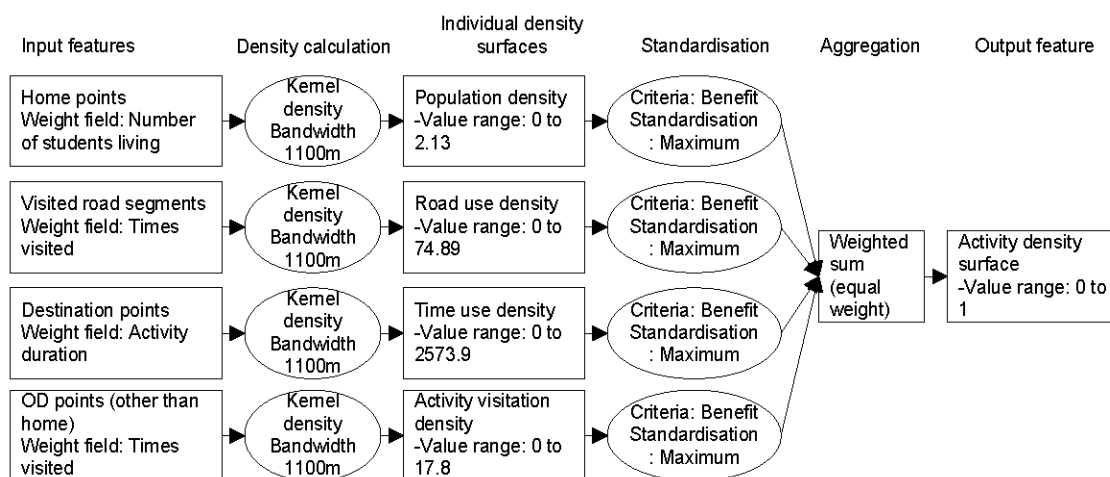 Input features
Density calculation
Individual density
surfaces
Standardisation
Aggregation
Output feature
Home points
Weight field: Number
of students living
Kernel
density
Bandwidth
1100m
Population density
-Value range: 0 to
2.13
Criteria: Benefit
Standardisation
: Maximum
Visited road segments
Weight field: Times
visited
Kernel
density
Bandwidth
1100m
Road use density
-Value range: 0 to
74.89
Criteria: Benefit
Standardisation
: Maximum
Destination points
Weight field: Activity
duration
Kernel
density
Bandwidth
1100m
Time use density
-Value range: 0 to
2573.9
Criteria: Benefit
Standardisation
: Maximum
OD points (other than
home)
Weight field: Times
visited
Kernel
density
Bandwidth
1100m
Activity visitation
density
-Value range: 0 to
17.8
Criteria: Benefit
Standardisation
: Maximum
Weighted
sum
(equal
weight)
Activity density
surface
-Value range: 0 to
1